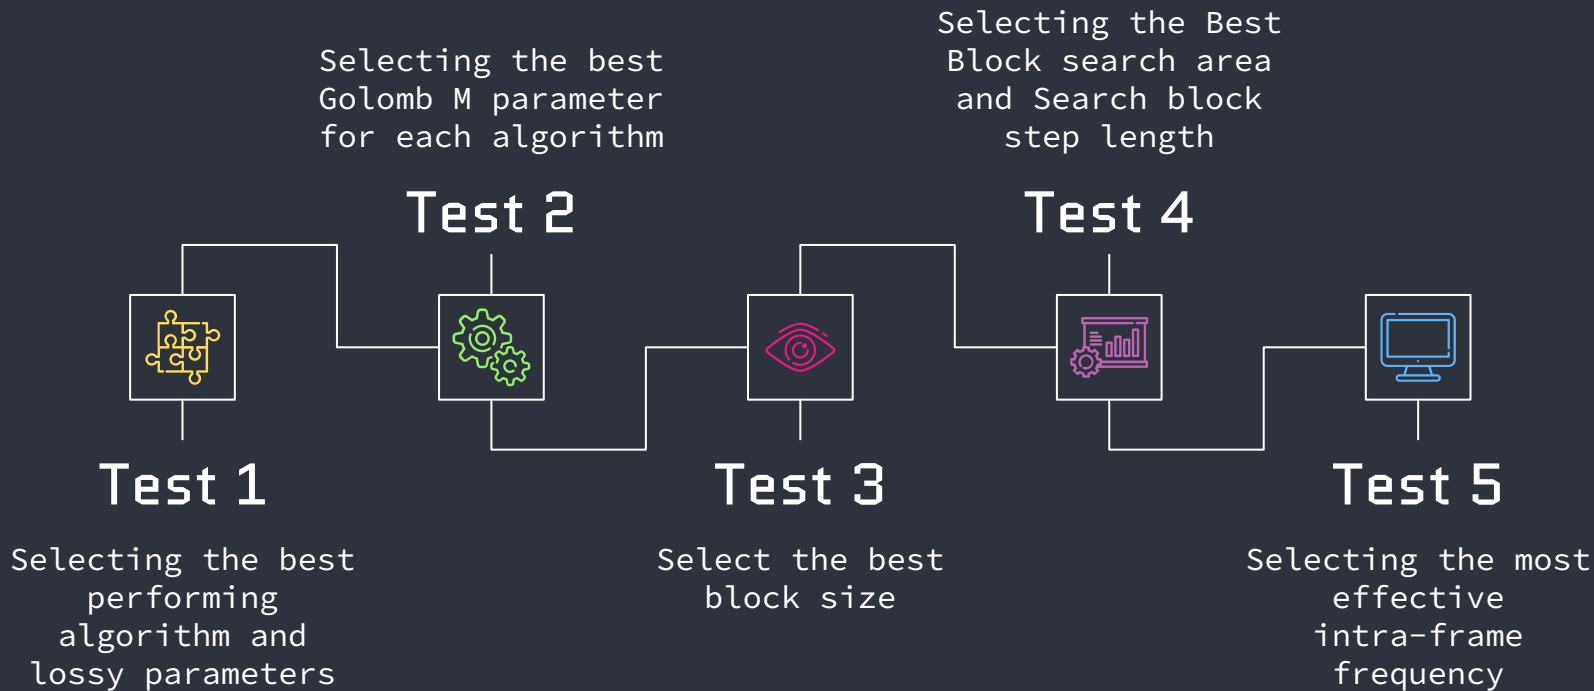 Test 1
Selecting the best
performing
algorithm and
lossy parameters
Selecting the best
Golomb M parameter
for each algorithm
Test 2
Test 3
Select the best
block size
Selecting the Best
Block search area
and Search block
step length
Test 4
Test 5
Selecting the most
effective
intra-frame
frequency